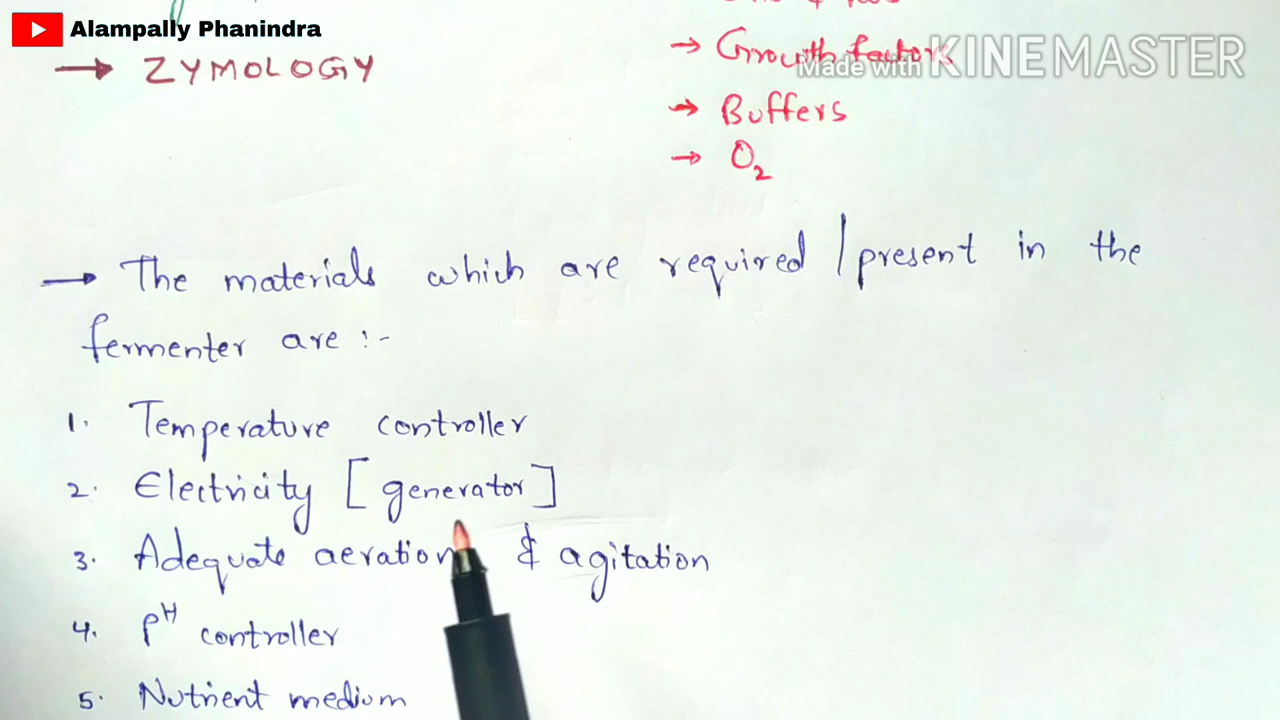 Alampally Phanindra
→ ZYMOLOGY
→ Growth factors
Made with KINEMASTER
→ Buffers
→ O₂
→ The materials which are required / present in the
fermenter are :-
1. Temperature controller
2. Electricity [generator]
3. Adequate aeration & agitation
4. pᴴ controller
5. Nutrient medium